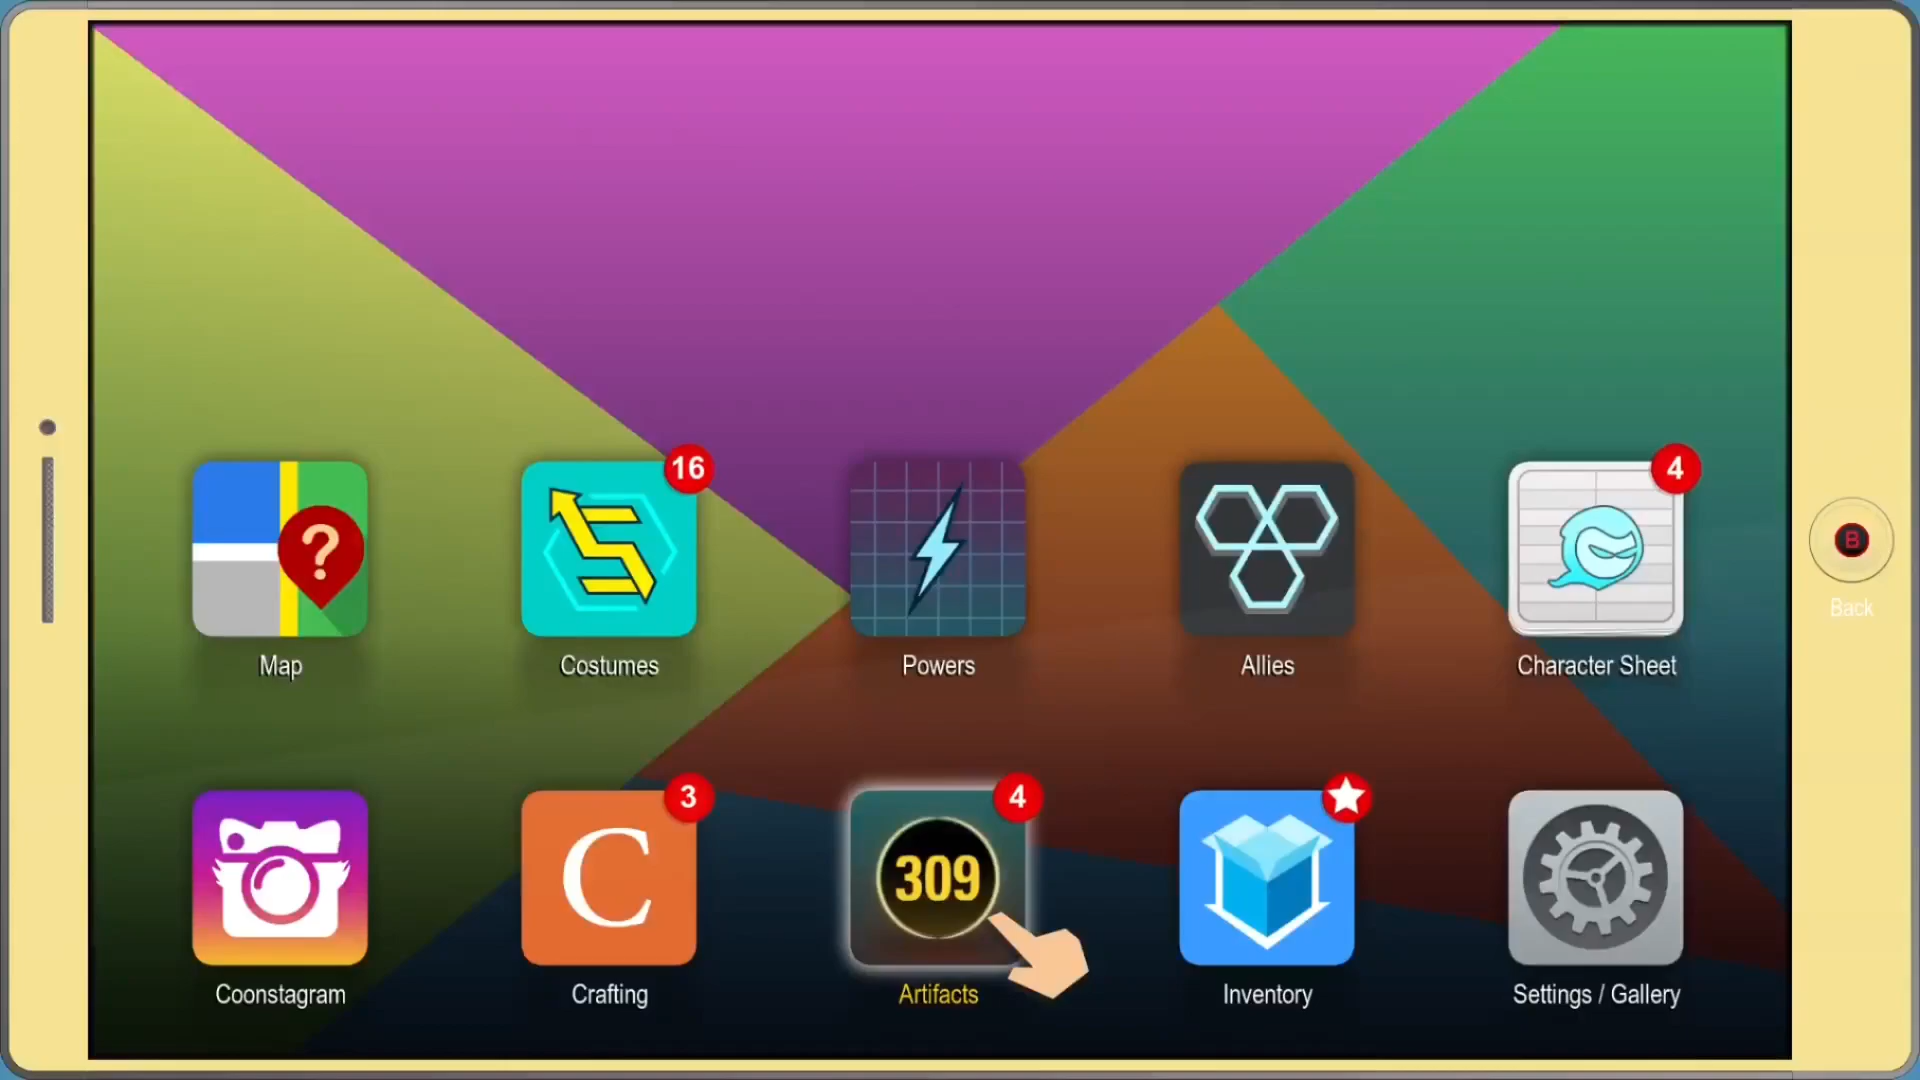 16
4
?
B
Back
Map
Costumes
Powers
Allies
Character Sheet
3
4
C
309
Coonstagram
Crafting
Artifacts
Inventory
Settings / Gallery